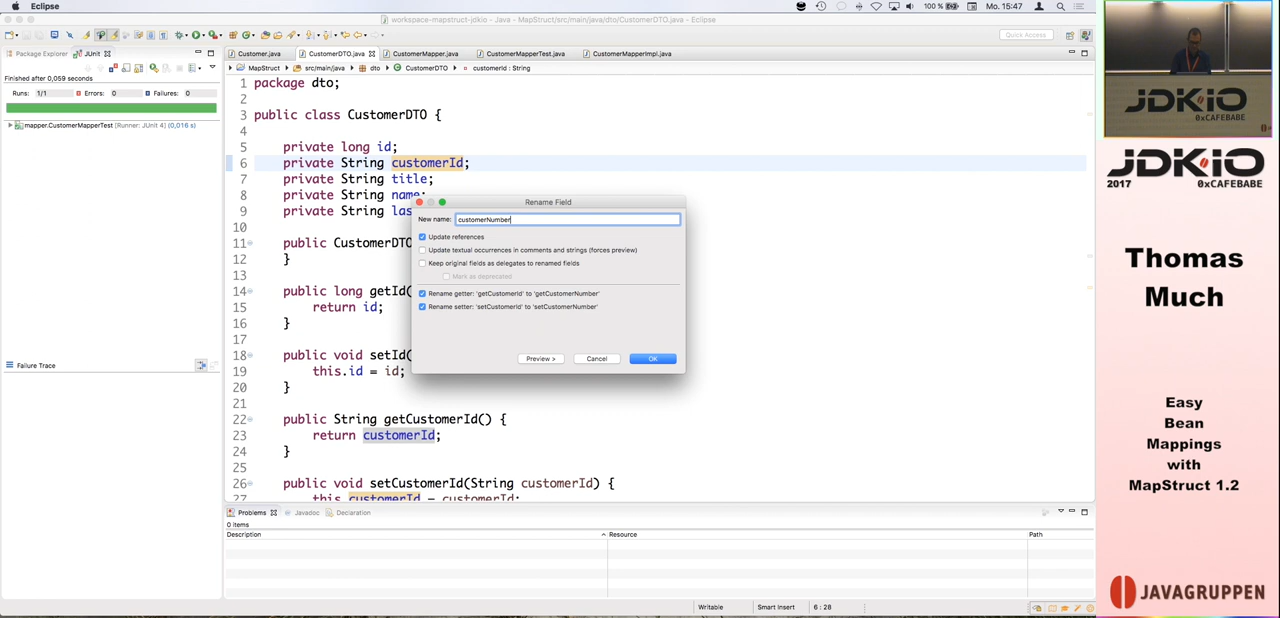 Eclipse
100 %
Mo. 15:47
workspace-mapstruct-jdkio - Java - MapStruct/src/main/java/dto/CustomerDTO.java - Eclipse
Quick Access
Package Explorer
JUnit
Finished after 0,059 seconds
Runs: 1/1
Errors: 0
Failures: 0
mapper.CustomerMapperTest [Runner: JUnit 4] (0,016 s)
Failure Trace
Customer.java
CustomerDTO.java
CustomerMapper.java
CustomerMapperTest.java
CustomerMapperImpl.java
MapStruct
src/main/java
dto
CustomerDTO
customerId : String
1 package dto;
2
3 public class CustomerDTO {
4
5 private long id;
6 private String customerId;
7 private String title;
8 private String name;
9 private String las
10
11 public CustomerDTO
12 }
13
14 public long getId(
15 return id;
16 }
17
18 public void setId(
19 this.id = id;
20 }
21
22 public String getCustomerId() {
23 return customerId;
24 }
25
26 public void setCustomerId(String customerId) {
27 this.customerId = customerId;
Rename Field
New name: customerNumber
Update references
Update textual occurrences in comments and strings (forces preview)
Keep original fields as delegates to renamed fields
Mark as deprecated
Rename getter: 'getCustomerId' to 'getCustomerNumber'
Rename setter: 'setCustomerId' to 'setCustomerNumber'
Preview >
Cancel
OK
Problems
Javadoc
Declaration
0 items
Description
Resource
Path
Writable
Smart Insert
6 : 28
JDKIO
0xCAFEBABE
JDKIO
2017 0xCAFEBABE
Thomas
Much
Easy
Bean
Mappings
with
MapStruct 1.2
JAVAGRUPPEN